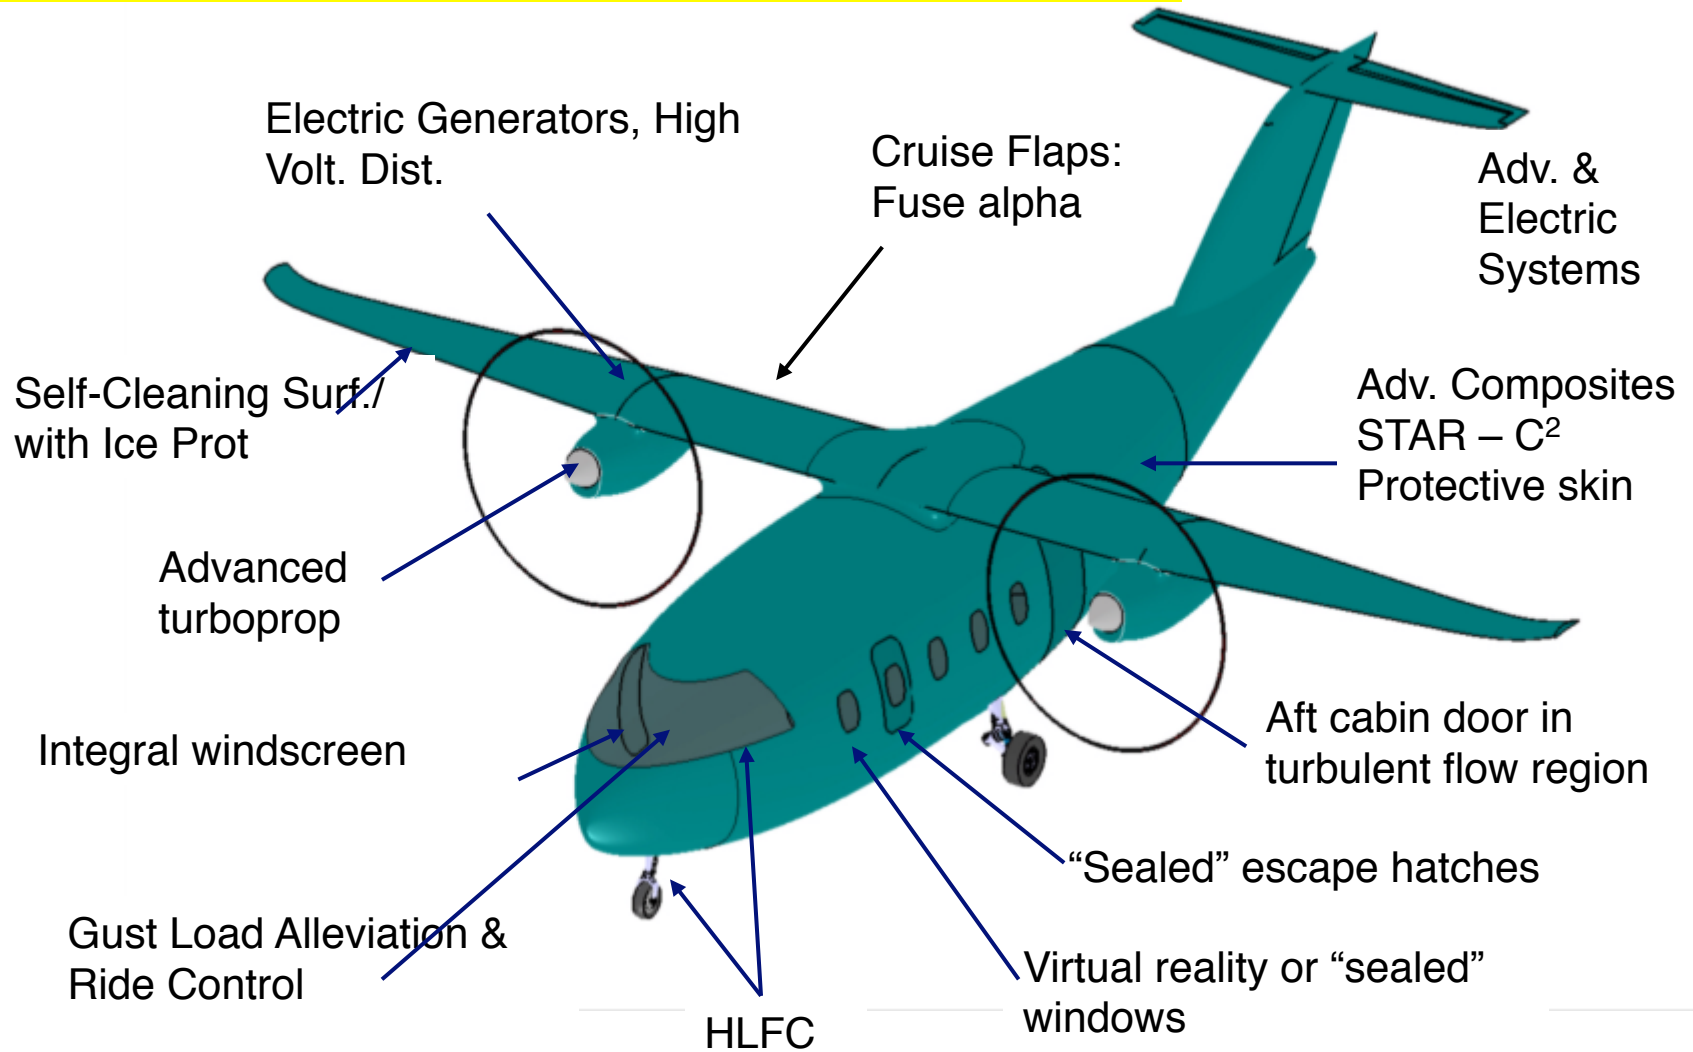 Electric Generators, High
Volt. Dist.
Cruise Flaps:
Fuse alpha
Adv. &
Electric
Systems
Self-Cleaning Surf./
with Ice Prot
Adv. Composites
STAR – C²
Protective skin
Advanced
turboprop
Integral windscreen
Aft cabin door in
turbulent flow region
“Sealed” escape hatches
Gust Load Alleviation &
Ride Control
Virtual reality or “sealed”
windows
HLFC